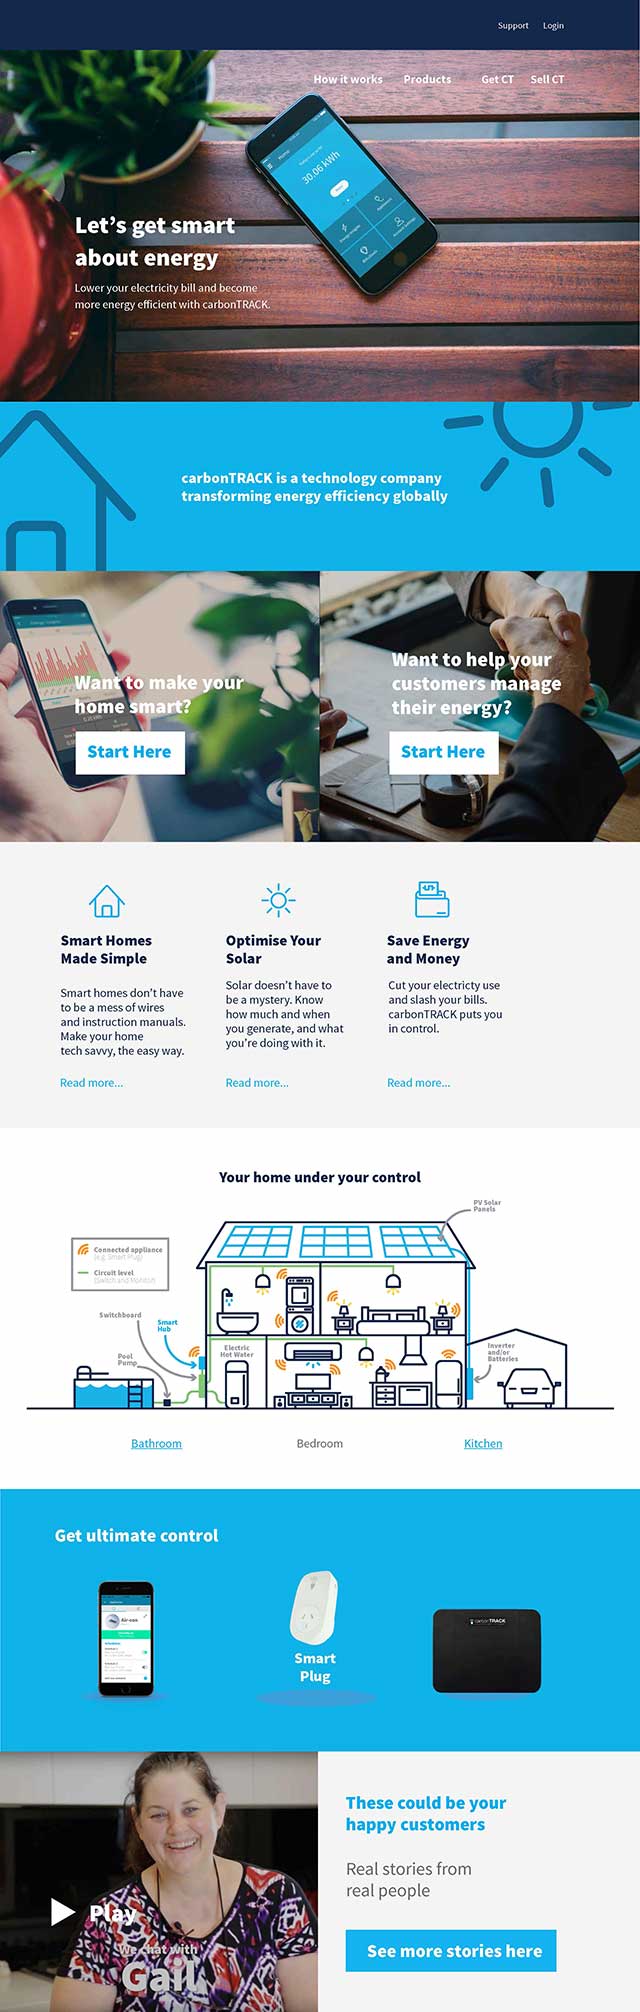 Support Login
How it works Products Get CT Sell CT
30.06 kWh
Let's get smart
about energy
Lower your electricity bill and become
more energy efficient with carbonTRACK.
carbonTRACK is a technology company
transforming energy efficiency globally
Want to make your
home smart?
Start Here
Want to help your
customers manage
their energy?
Start Here
Smart Homes
Made Simple
Smart homes don't have
to be a mess of wires
and instruction manuals.
Make your home
tech savvy, the easy way.
Read more...
Optimise Your
Solar
Solar doesn't have to
be a mystery. Know
how much and when
you generate, and what
you're doing with it.
Read more...
Save Energy
and Money
Cut your electricty use
and slash your bills.
carbonTRACK puts you
in control.
Read more...
Your home under your control
PV Solar
Panels
Connected appliance
(e.g. Smart Plug)
Circuit level
(Switch and Monitor)
Switchboard
Smart
Hub
Pool
Pump
Electric
Hot Water
Inverter
and/or
Batteries
Bathroom Bedroom Kitchen
Get ultimate control
Air-con
Smart
Plug
carbonTRACK
Play
We chat with
Gail
These could be your
happy customers
Real stories from
real people
See more stories here